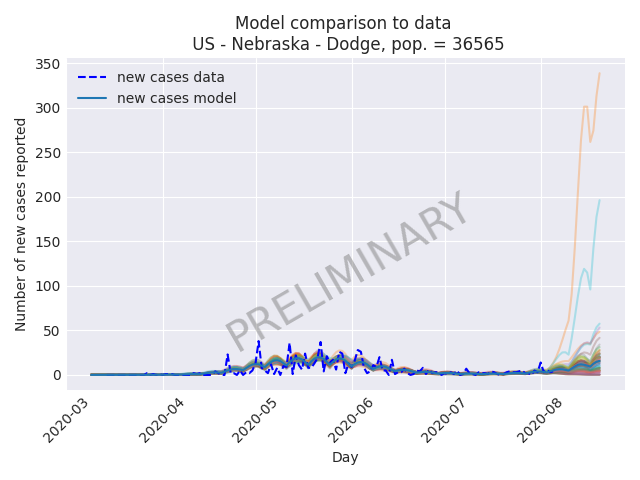 Model comparison to data
US - Nebraska - Dodge, pop. = 36565
new cases data
new cases model
Number of new cases reported
350
300
250
200
150
100
50
0
PRELIMINARY
2020-03
2020-04
2020-05
2020-06
2020-07
2020-08
Day